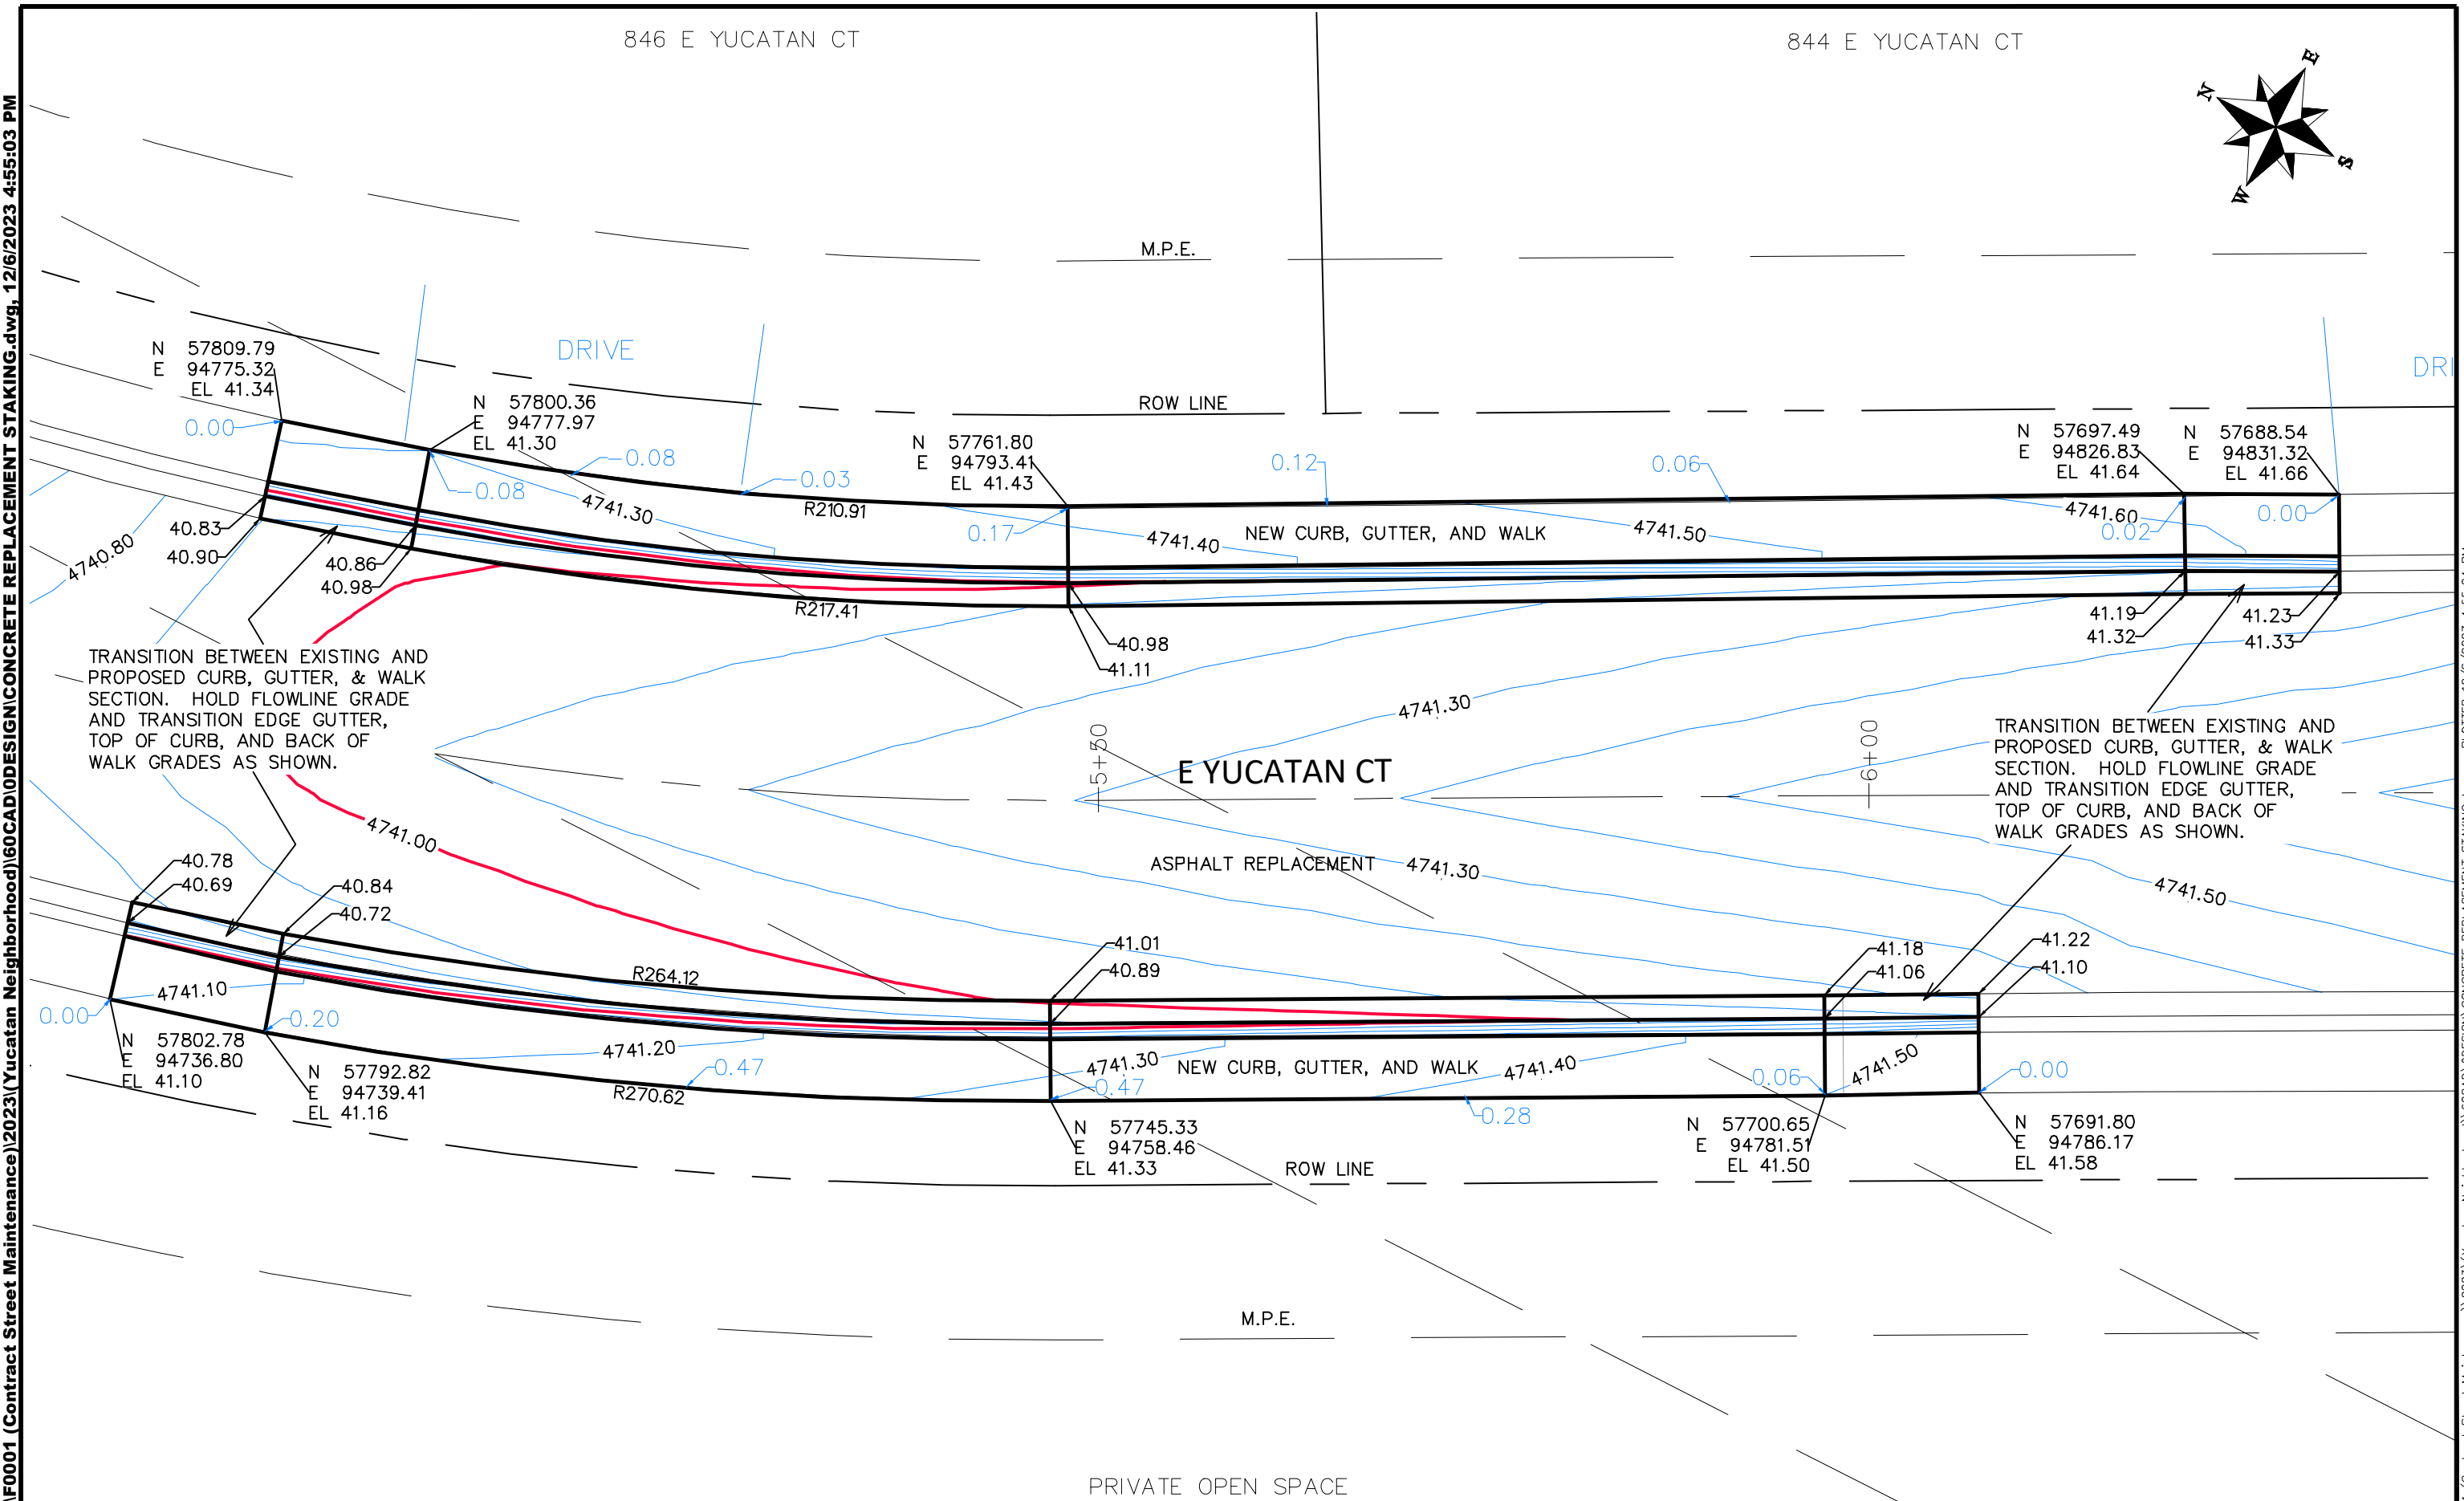 \F0001 (Contract Street Maintenance)\2023\(Yucatan Neighborhood)\60CAD\0DESIGN\CONCRETE REPLACEMENT STAKING.dwg, 12/6/2023 4:55:03 PM
846 E YUCATAN CT
844 E YUCATAN CT
N
E
S
W
M.P.E.
N 57809.79
E 94775.32
EL 41.34
0.00
DRIVE
N 57800.36
E 94777.97
EL 41.30
0.08
0.08
0.03
4741.30
R210.91
ROW LINE
N 57761.80
E 94793.41
EL 41.43
0.17
0.12
0.06
N 57697.49
E 94826.83
EL 41.64
N 57688.54
E 94831.32
EL 41.66
DRI
0.02
0.00
4741.40
NEW CURB, GUTTER, AND WALK
4741.50
4741.60
4740.80
40.83
40.90
40.86
40.98
R217.41
40.98
41.11
41.19
41.32
41.23
41.33
TRANSITION BETWEEN EXISTING AND
PROPOSED CURB, GUTTER, & WALK
SECTION. HOLD FLOWLINE GRADE
AND TRANSITION EDGE GUTTER,
TOP OF CURB, AND BACK OF
WALK GRADES AS SHOWN.
4741.30
5+50
E YUCATAN CT
6+00
TRANSITION BETWEEN EXISTING AND
PROPOSED CURB, GUTTER, & WALK
SECTION. HOLD FLOWLINE GRADE
AND TRANSITION EDGE GUTTER,
TOP OF CURB, AND BACK OF
WALK GRADES AS SHOWN.
4741.00
ASPHALT REPLACEMENT
4741.30
4741.50
40.78
40.69
40.84
40.72
R264.12
41.01
40.89
41.18
41.06
41.22
41.10
4741.10
0.00
0.20
N 57802.78
E 94736.80
EL 41.10
N 57792.82
E 94739.41
EL 41.16
4741.20
0.47
R270.62
4741.30
0.47
NEW CURB, GUTTER, AND WALK
4741.40
0.28
0.06
4741.50
0.00
N 57745.33
E 94758.46
EL 41.33
N 57700.65
E 94781.51
EL 41.50
N 57691.80
E 94786.17
EL 41.58
ROW LINE
M.P.E.
PRIVATE OPEN SPACE